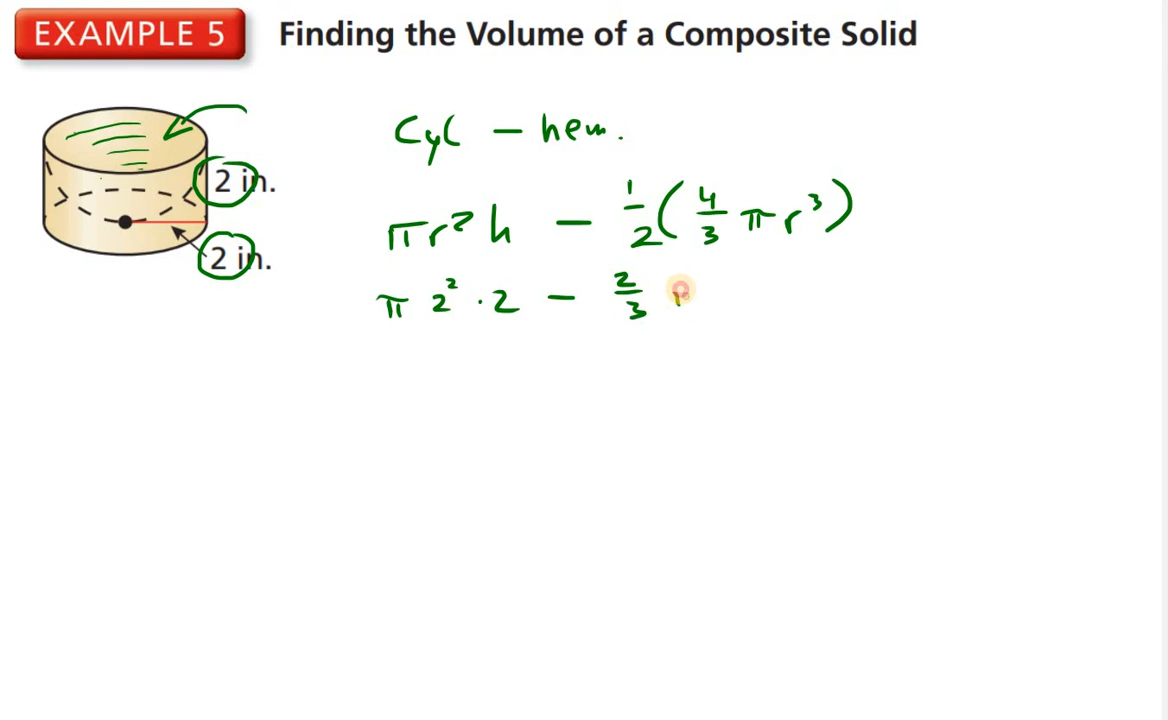 EXAMPLE 5 Finding the Volume of a Composite Solid
Cyl – hem.
2 in.
πr²h – 1/2(4/3 πr³)
2 in.
π 2² · 2 – 2/3